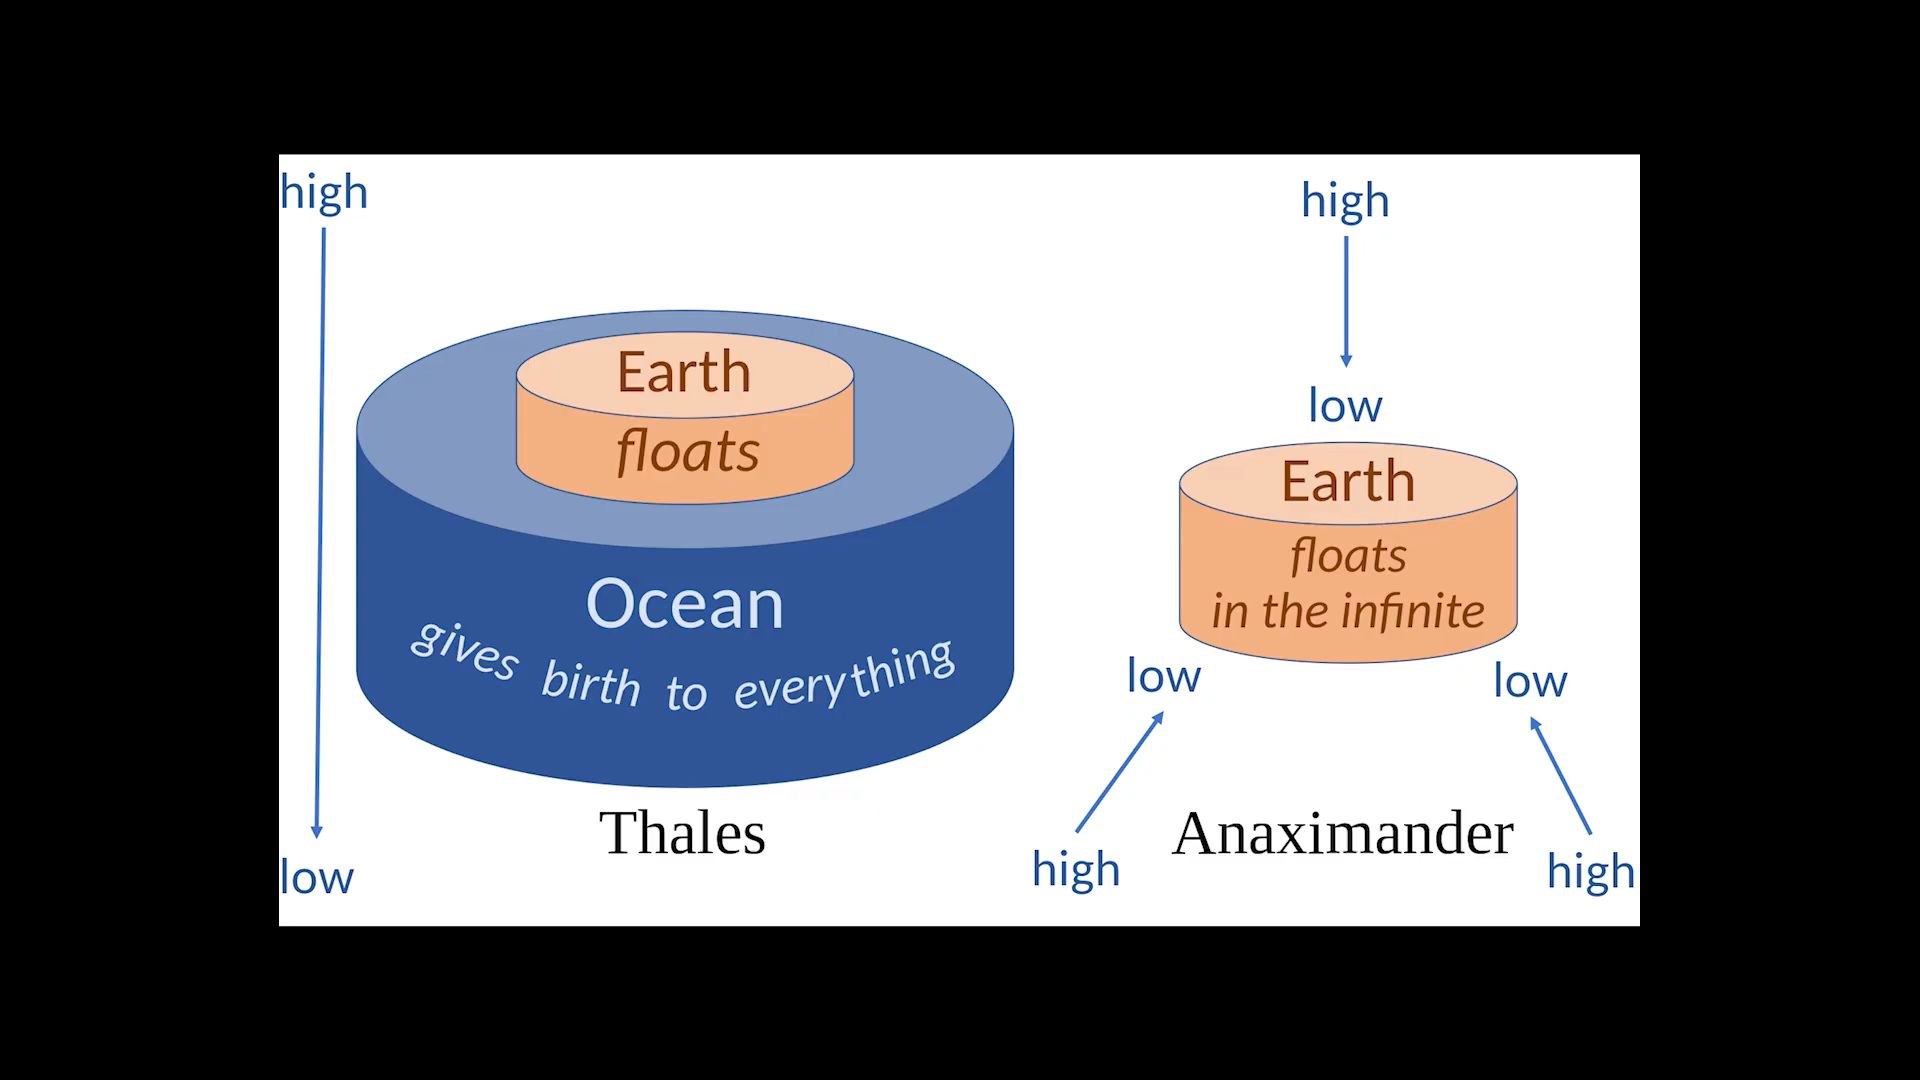 high
low
Earth
floats
Ocean
gives birth to everything
Thales
high
low
Earth
floats
in the infinite
low
low
high
high
Anaximander